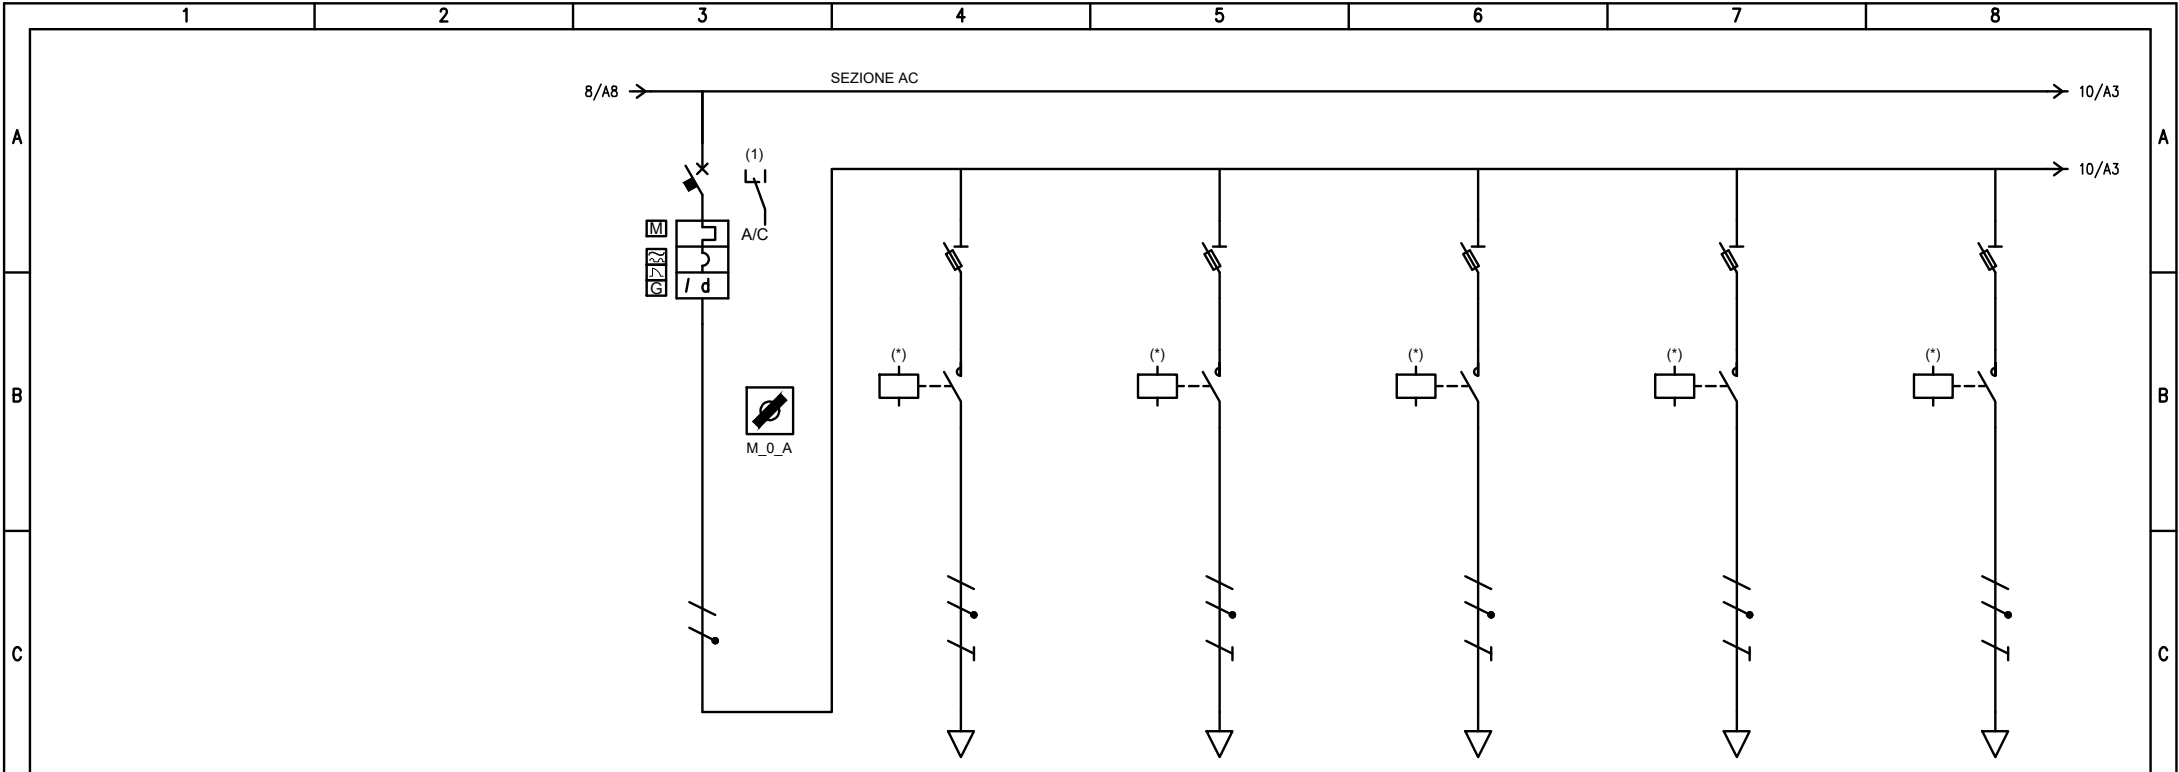 1 2 3 4 5 6 7 8
SEZIONE AC
8/A8 10/A3
A A
(1)
10/A3
M
A/C
G
I d
(*) (*) (*) (*) (*)
B B
M_0_A
C C